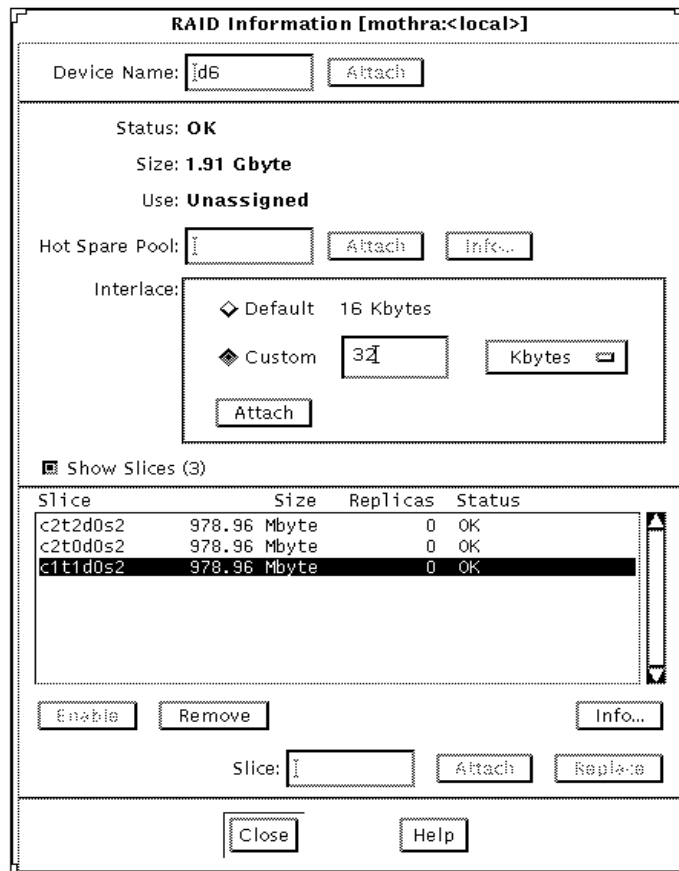 RAID Information [mothra:<local>]
Device Name: d6 Attach
Status: OK
Size: 1.91 Gbyte
Use: Unassigned
Hot Spare Pool: Attach Info...
Interlace:
Default 16 Kbytes
Custom 32 Kbytes
Attach
Show Slices (3)
Slice Size Replicas Status
c2t2d0s2 978.96 Mbyte 0 OK
c2t0d0s2 978.96 Mbyte 0 OK
c1t1d0s2 978.96 Mbyte 0 OK
Enable Remove Info...
Slice: Attach Replace
Close Help